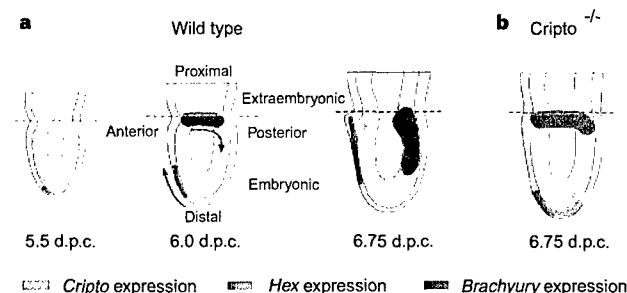 a
Wild type
b
Cripto -/-
Proximal
Extraembryonic
Anterior
Posterior
Embryonic
Distal
5.5 d.p.c.
6.0 d.p.c.
6.75 d.p.c.
6.75 d.p.c.
Cripto expression
Hex expression
Brachyury expression